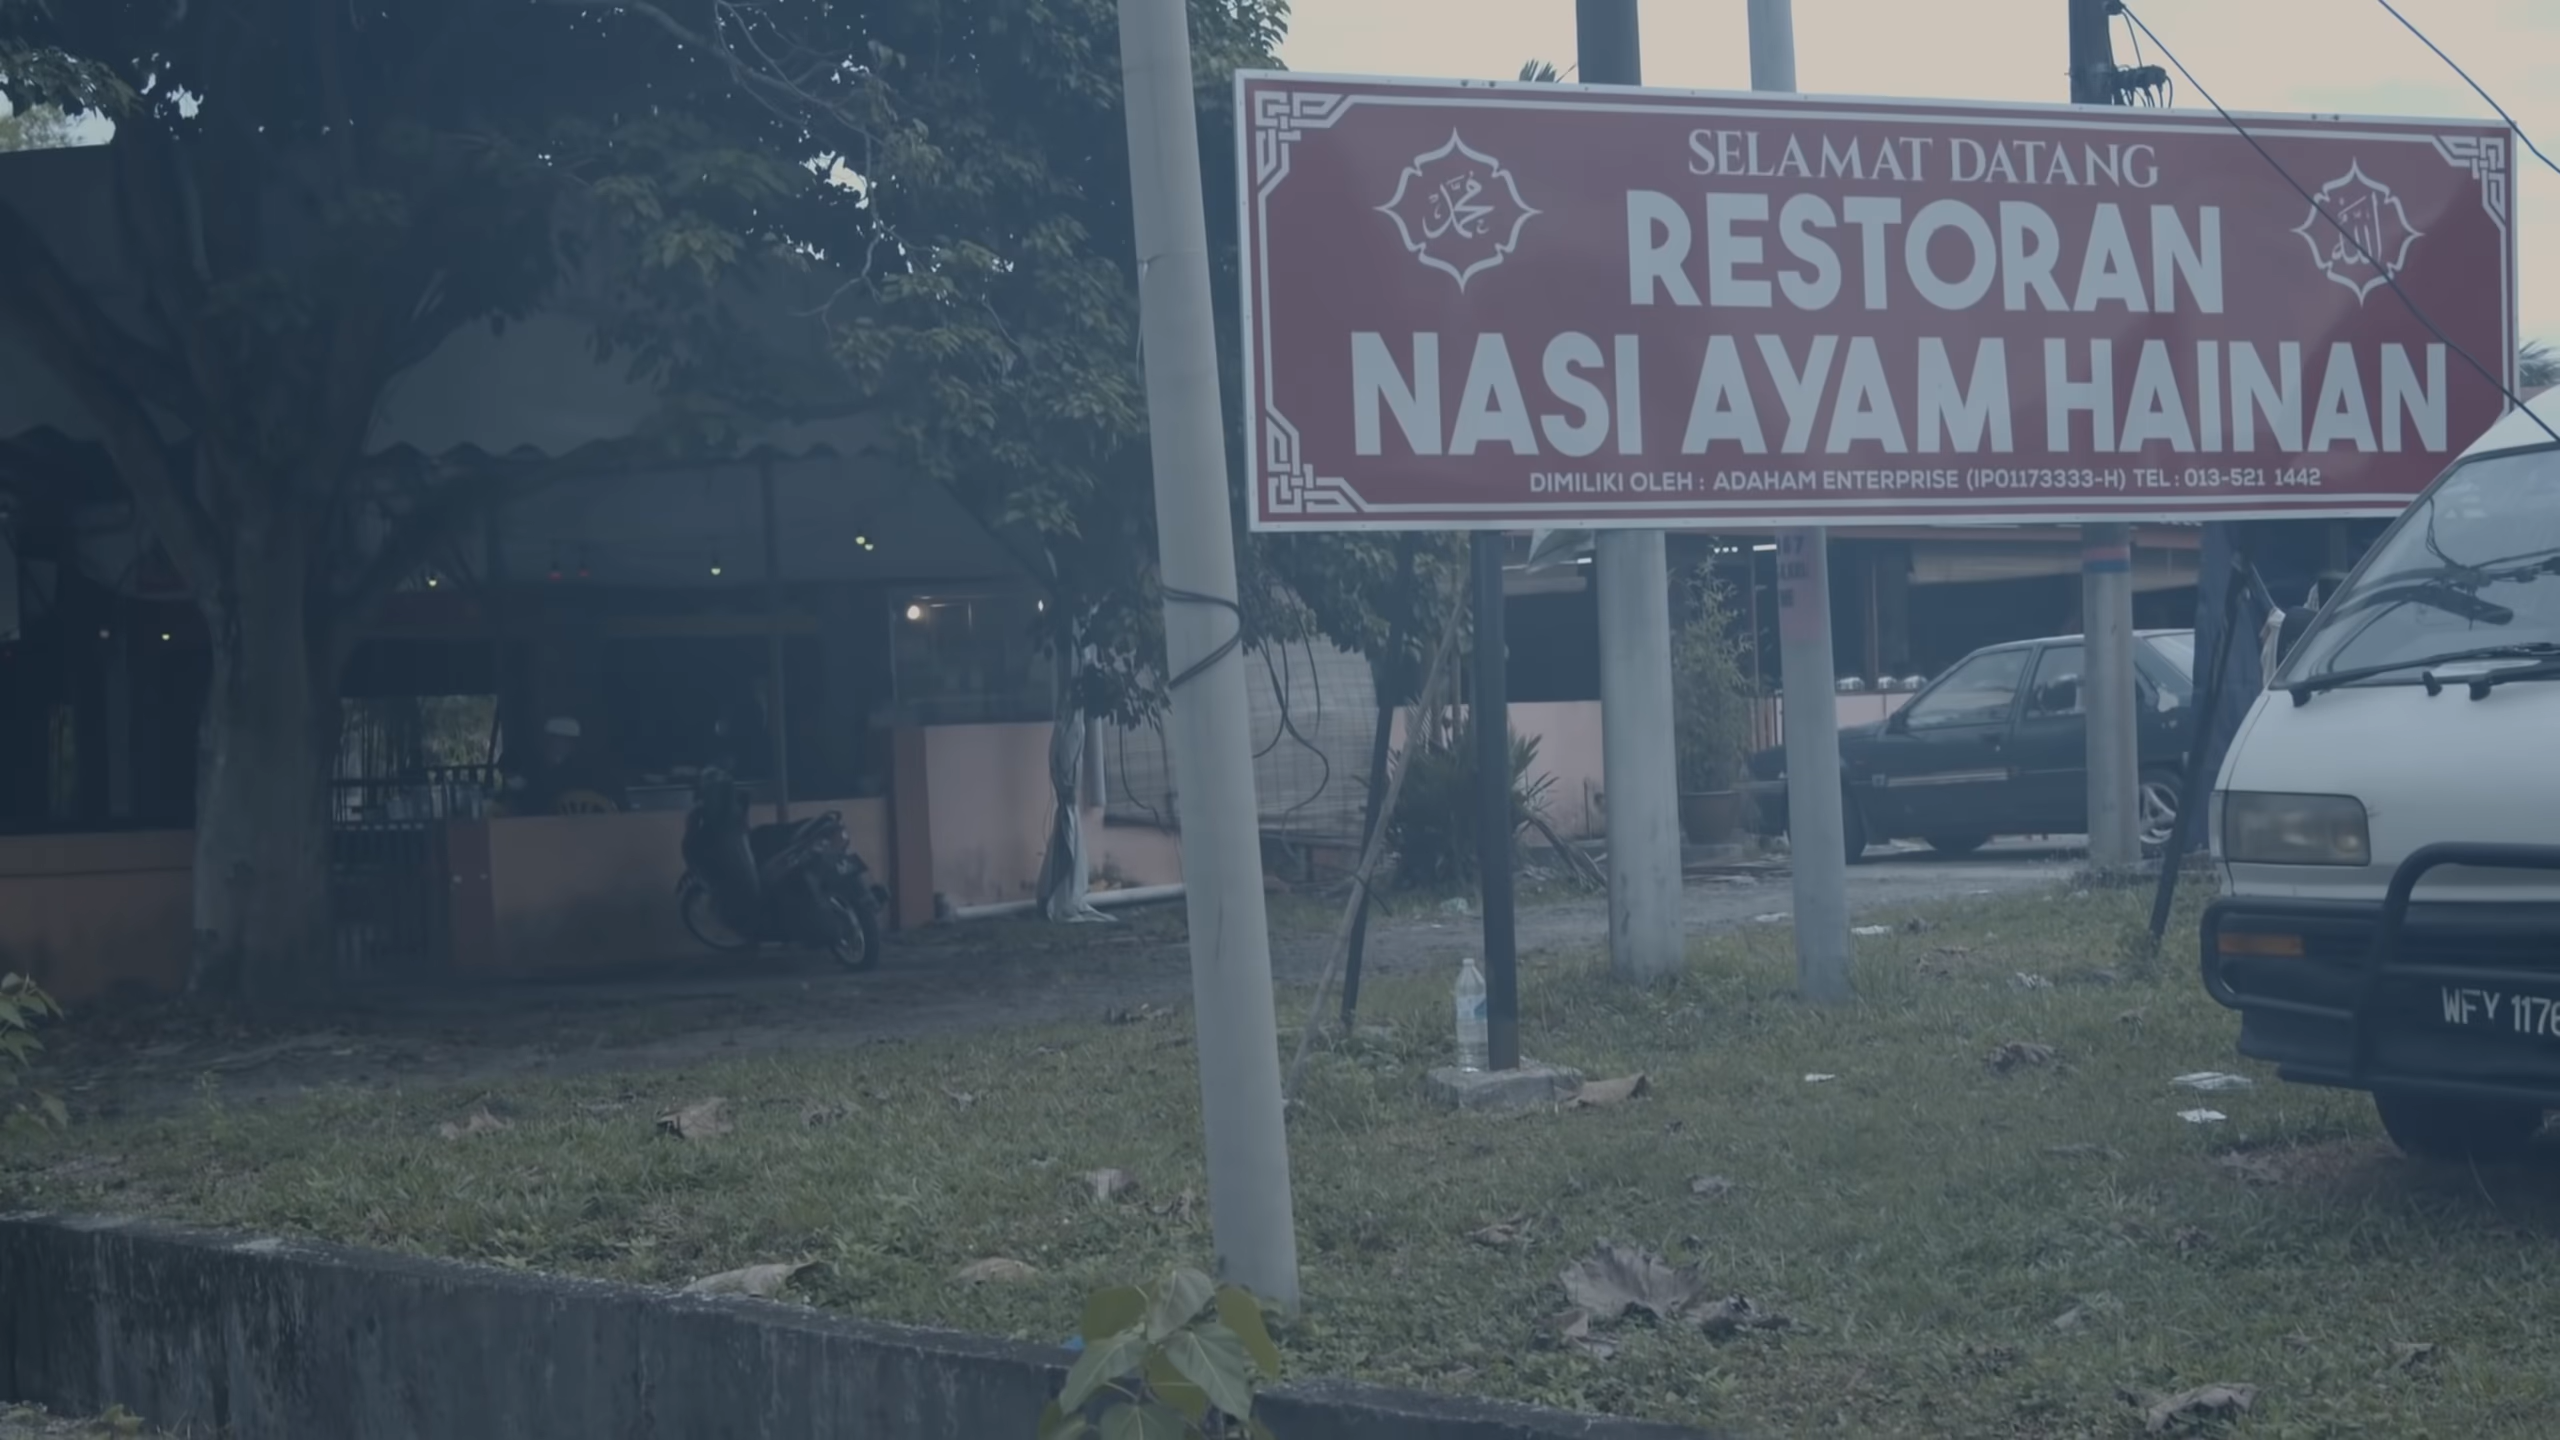 SELAMAT DATANG
محمد
الله
RESTORAN
NASI AYAM HAINAN
DIMILIKI OLEH : ADAHAM ENTERPRISE (IP01173333-H) TEL : 013-521 1442
WFY 1176